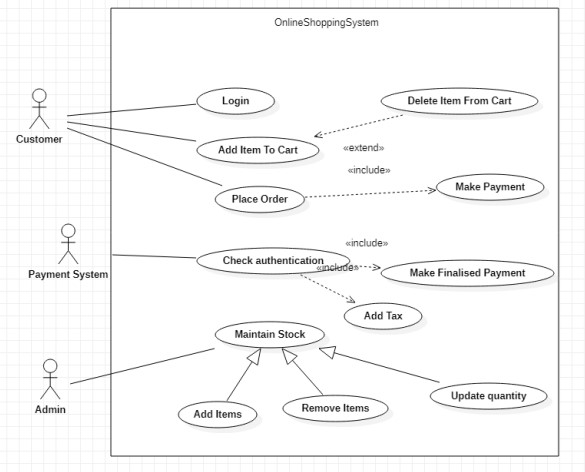 OnlineShoppingSystem
Login
Delete Item From Cart
Customer
Add Item To Cart
«extend»
«include»
Place Order
Make Payment
«include»
Payment System
Check authentication
«include»
Make Finalised Payment
Add Tax
Maintain Stock
Admin
Add Items
Remove Items
Update quantity